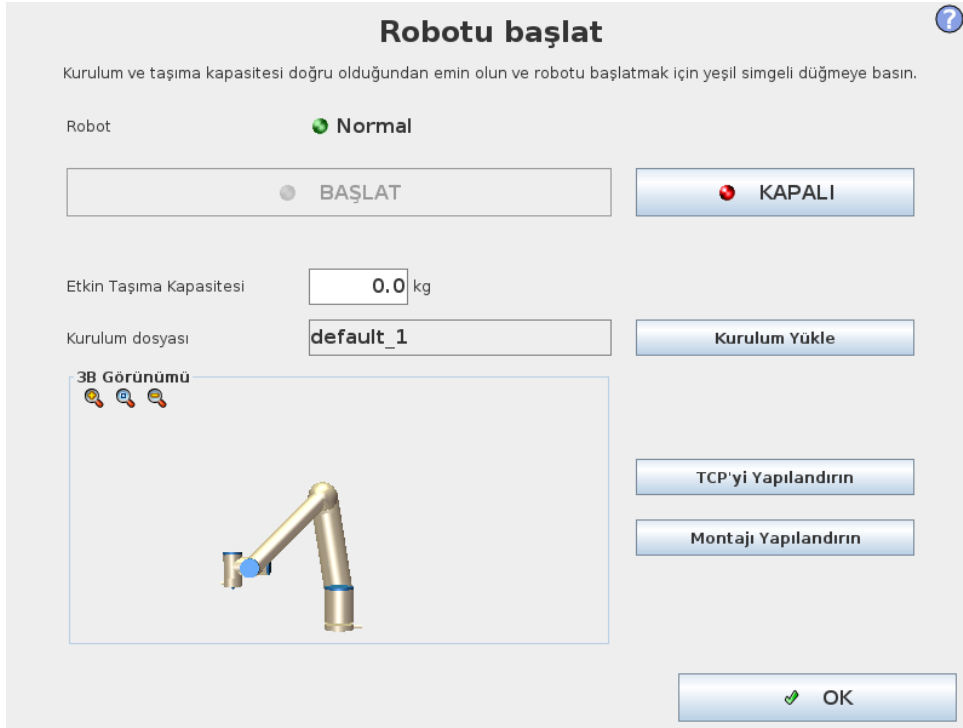 Robotu başlat
?
Kurulum ve taşıma kapasitesi doğru olduğundan emin olun ve robotu başlatmak için yeşil simgeli düğmeye basın.
Robot Normal
BAŞLAT KAPALI
Etkin Taşıma Kapasitesi 0.0 kg
Kurulum dosyası default_1 Kurulum Yükle
3B Görünümü
TCP'yi Yapılandırın
Montajı Yapılandırın
OK